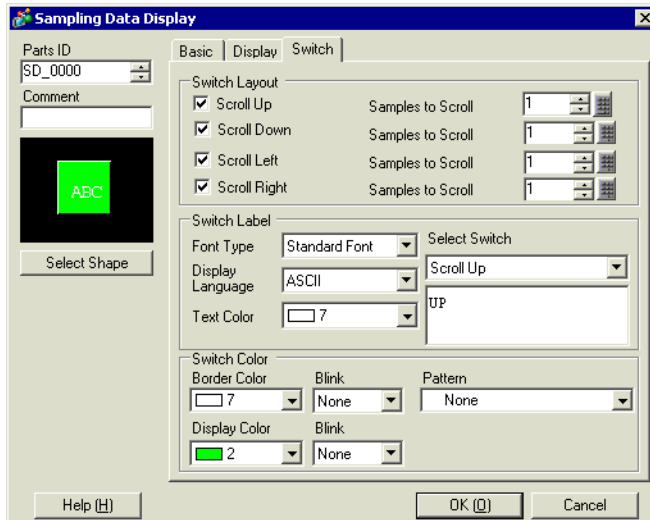 Sampling Data Display
Parts ID
SD_0000
Comment
ABC
Select Shape
Basic Display Switch
Switch Layout
Scroll Up Samples to Scroll 1
Scroll Down Samples to Scroll 1
Scroll Left Samples to Scroll 1
Scroll Right Samples to Scroll 1
Switch Label
Font Type Standard Font
Display Language ASCII
Text Color 7
Select Switch
Scroll Up
UP
Switch Color
Border Color Blink Pattern
7 None None
Display Color Blink
2 None
Help (H) OK (O) Cancel